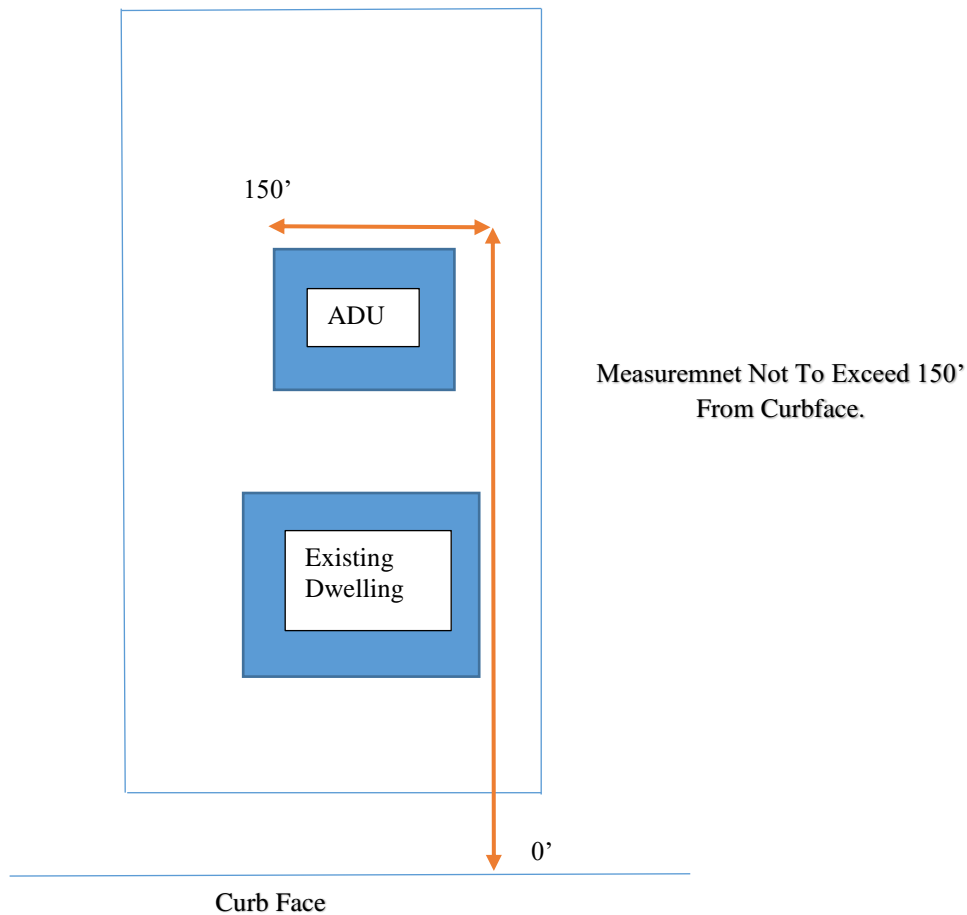 150’
ADU
Measuremnet Not To Exceed 150’
From Curbface.
Existing
Dwelling
0’
Curb Face